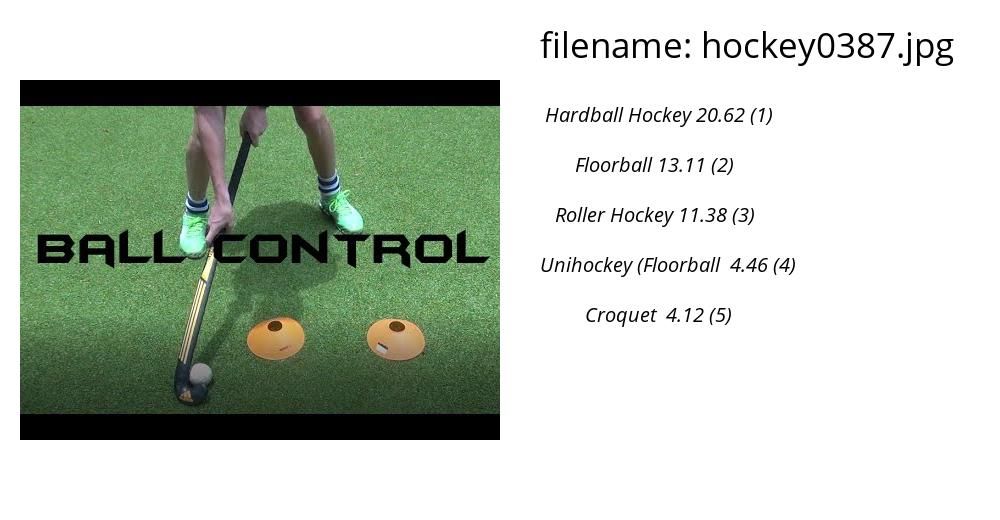 filename: hockey0387.jpg
Hardball Hockey 20.62 (1)
Floorball 13.11 (2)
Roller Hockey 11.38 (3)
Unihockey (Floorball  4.46 (4)
Croquet  4.12 (5)
BALL CONTROL